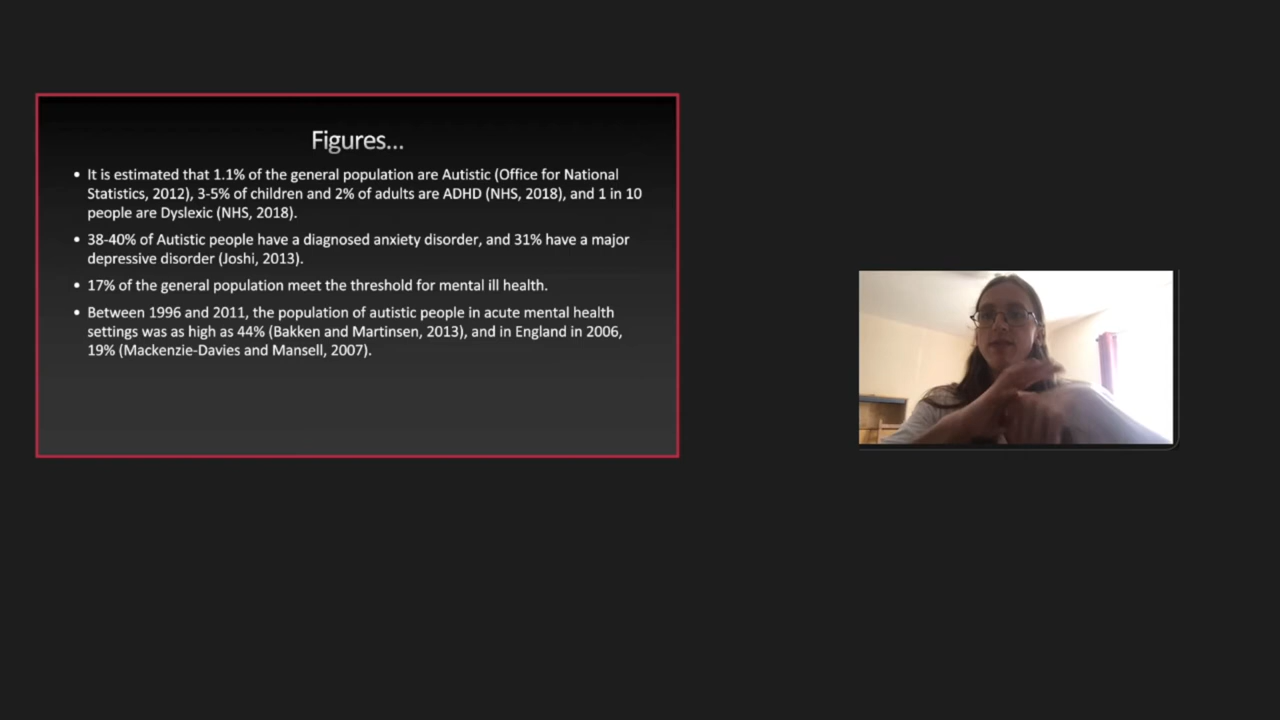 Figures...
• It is estimated that 1.1% of the general population are Autistic (Office for National
Statistics, 2012), 3-5% of children and 2% of adults are ADHD (NHS, 2018), and 1 in 10
people are Dyslexic (NHS, 2018).
• 38-40% of Autistic people have a diagnosed anxiety disorder, and 31% have a major
depressive disorder (Joshi, 2013).
• 17% of the general population meet the threshold for mental ill health.
• Between 1996 and 2011, the population of autistic people in acute mental health
settings was as high as 44% (Bakken and Martinsen, 2013), and in England in 2006,
19% (Mackenzie-Davies and Mansell, 2007).